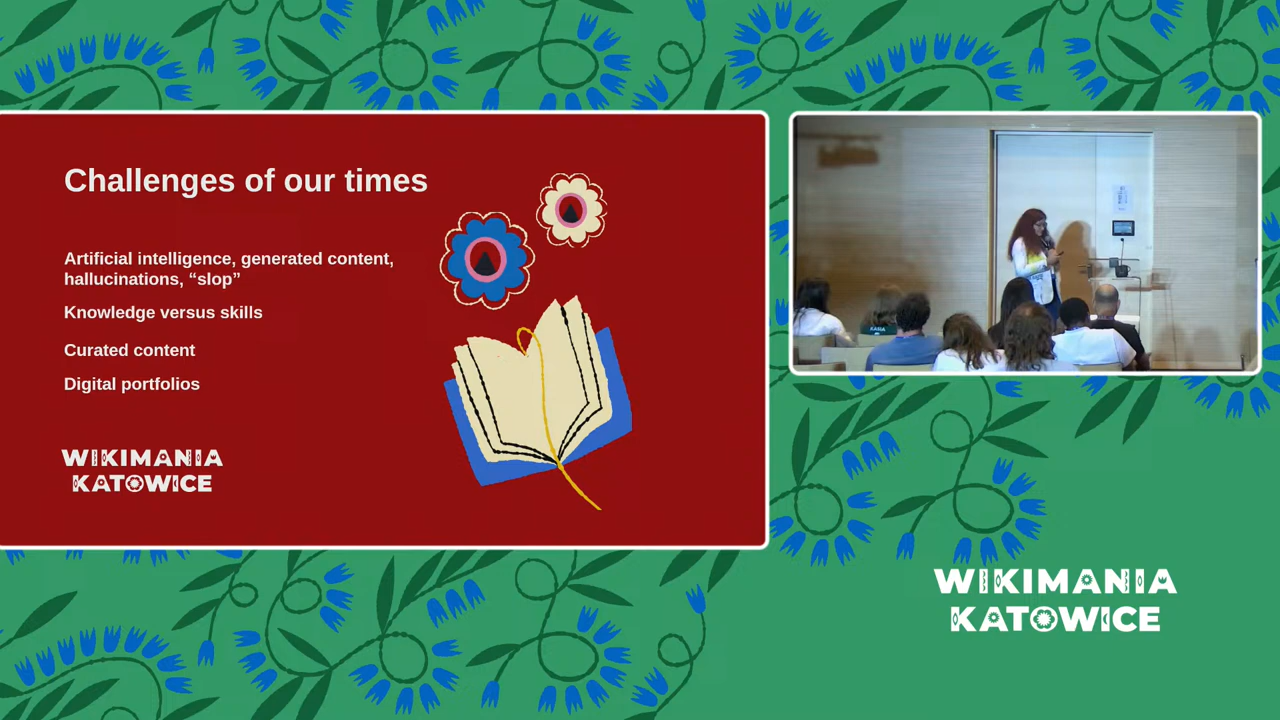 Challenges of our times
Artificial intelligence, generated content,
hallucinations, “slop”
Knowledge versus skills
Curated content
Digital portfolios
WIKIMANIA
KATOWICE
WIKIMANIA
KATOWICE